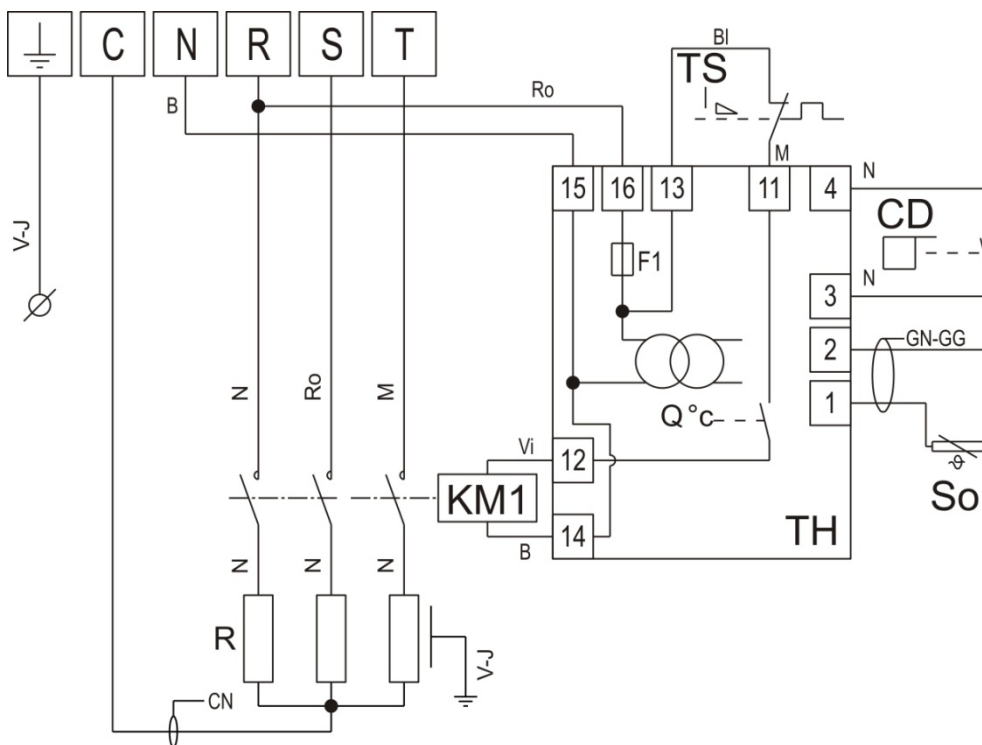 C N R S T
B
Ro
Bl
TS
M
15 16 13 11 4
N
CD
F1
V-J
3
N
2
GN-GG
1
N Ro M
Q°c
Vi
12
KM1
So
14
TH
B
N N N
R
V-J
CN